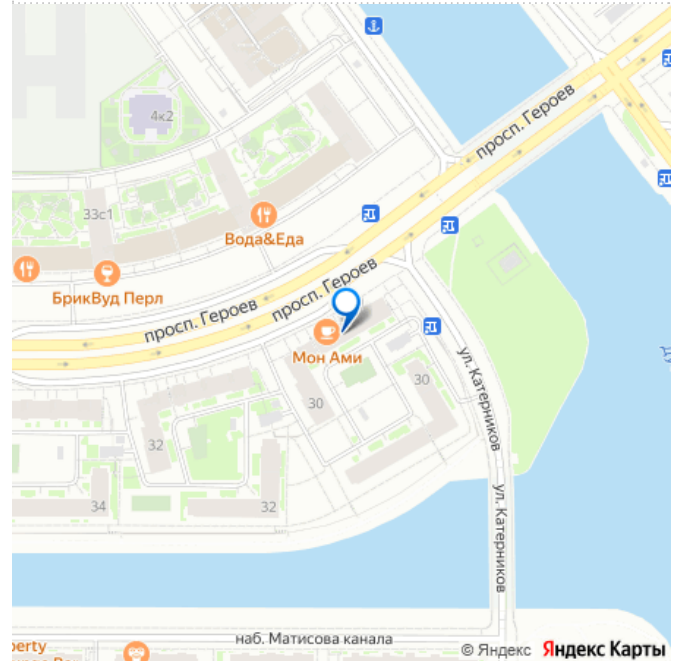 4к2
просп. Героев
33с1
Вода&Еда
БрикВуд Перл
просп. Героев
просп. Героев
Мон Ами
30
30
ул. Катерников
32
34
32
ул. Катерников
наб. Матисова канала
perty
© Яндекс Яндекс Карты